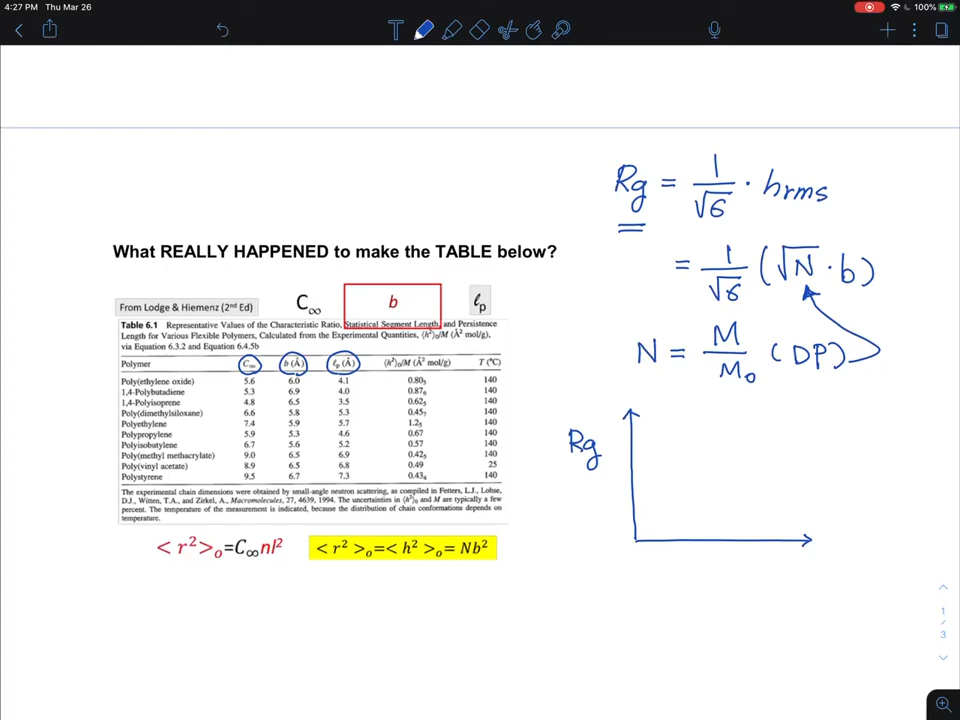 4:27 PM Thu Mar 26
100%
What REALLY HAPPENED to make the TABLE below?
From Lodge & Hiemenz (2nd Ed)
C∞
b
ℓp
Table 6.1 Representative Values of the Characteristic Ratio, Statistical Segment Length, and Persistence
Length for Various Flexible Polymers, Calculated from the Experimental Quantities, ⟨h²⟩₀/M (Å² mol/g),
via Equation 6.3.2 and Equation 6.4.5b
Polymer C∞ b (Å) ℓp (Å) ⟨h²⟩₀/M (Å² mol/g) T (°C)
Poly(ethylene oxide) 5.6 6.0 4.1 0.80₅ 140
1,4-Polybutadiene 5.3 6.9 4.0 0.87₆ 140
1,4-Polyisoprene 4.8 6.5 3.5 0.62₅ 140
Poly(dimethylsiloxane) 6.6 5.8 5.3 0.45₇ 140
Polyethylene 7.4 5.9 5.7 1.2₅ 140
Polypropylene 5.9 5.3 4.6 0.67 140
Polyisobutylene 6.7 5.6 5.2 0.57 140
Poly(methyl methacrylate) 9.0 6.5 6.9 0.42₅ 140
Poly(vinyl acetate) 8.9 6.5 6.8 0.49 25
Polystyrene 9.5 6.7 7.3 0.43₄ 140
The experimental chain dimensions were obtained by small-angle neutron scattering, as compiled in Fetters, L.J., Lohse,
D.J., Witten, T.A., and Zirkel, A., Macromolecules, 27, 4639, 1994. The uncertainties in ⟨h²⟩₀ and M are typically a few
percent. The temperature of the measurement is indicated, because the distribution of chain conformations depends on
temperature.
< r² >o=C∞nl²
< r² >o=< h² >o= Nb²
Rg = 1/√6 · hrms
= 1/√6 (√N · b)
N = M/Mo (DP)
Rg
1
/
3